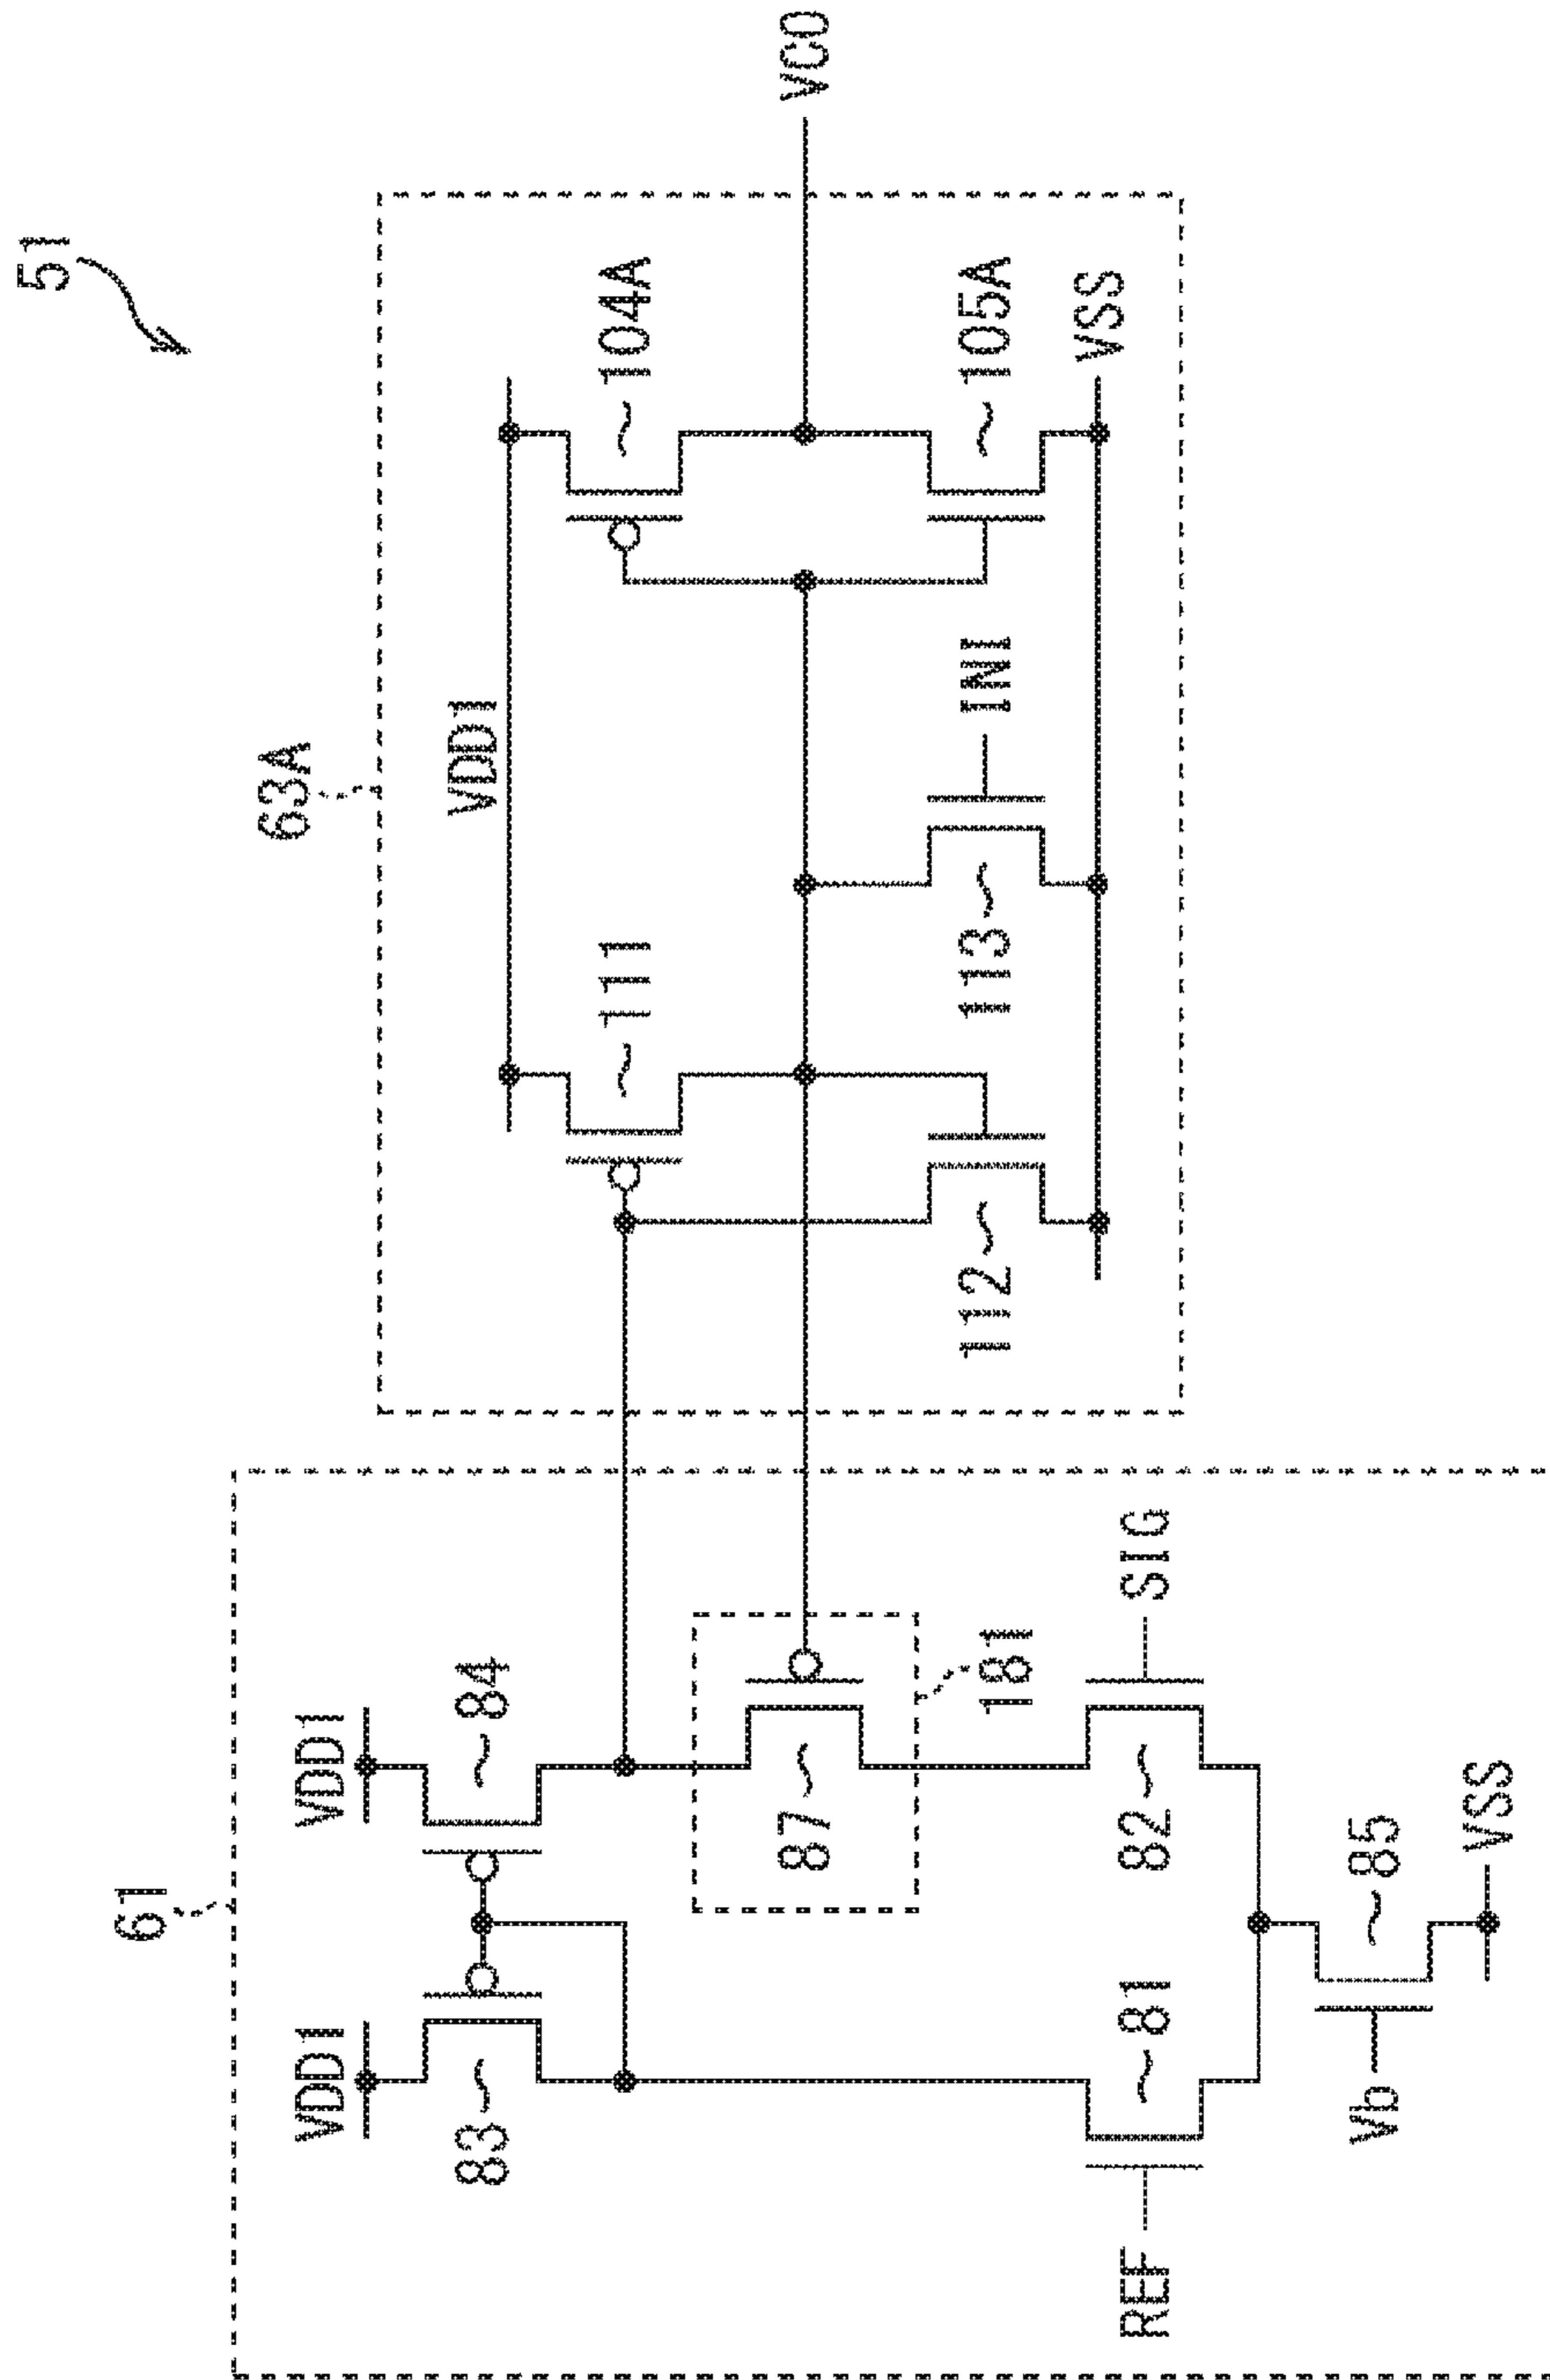 51
61
63A
VDD1
VDD1
VDD1
83
84
111
104A
87
181
VCO
REF
81
82
SIG
112
113
INI
105A
VSS
Vb
85
VSS